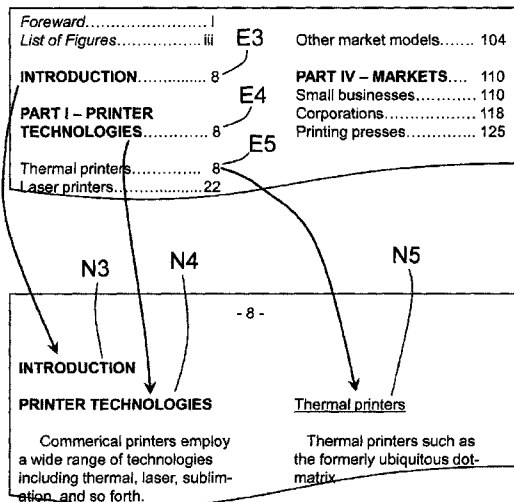 Foreward.............. I
List of Figures.............. iii
E3
INTRODUCTION.............. 8
E4
PART I – PRINTER
TECHNOLOGIES.............. 8
E5
Thermal printers.............. 8
Laser printers.............. 22
Other market models....... 104
PART IV – MARKETS.... 110
Small businesses............ 110
Corporations.............. 118
Printing presses............. 125
N3
N4
N5
- 8 -
INTRODUCTION
PRINTER TECHNOLOGIES
Commerical printers employ
a wide range of technologies
including thermal, laser, sublim-
ation, and so forth.
Thermal printers
Thermal printers such as
the formerly ubiquitous dot-
matrix